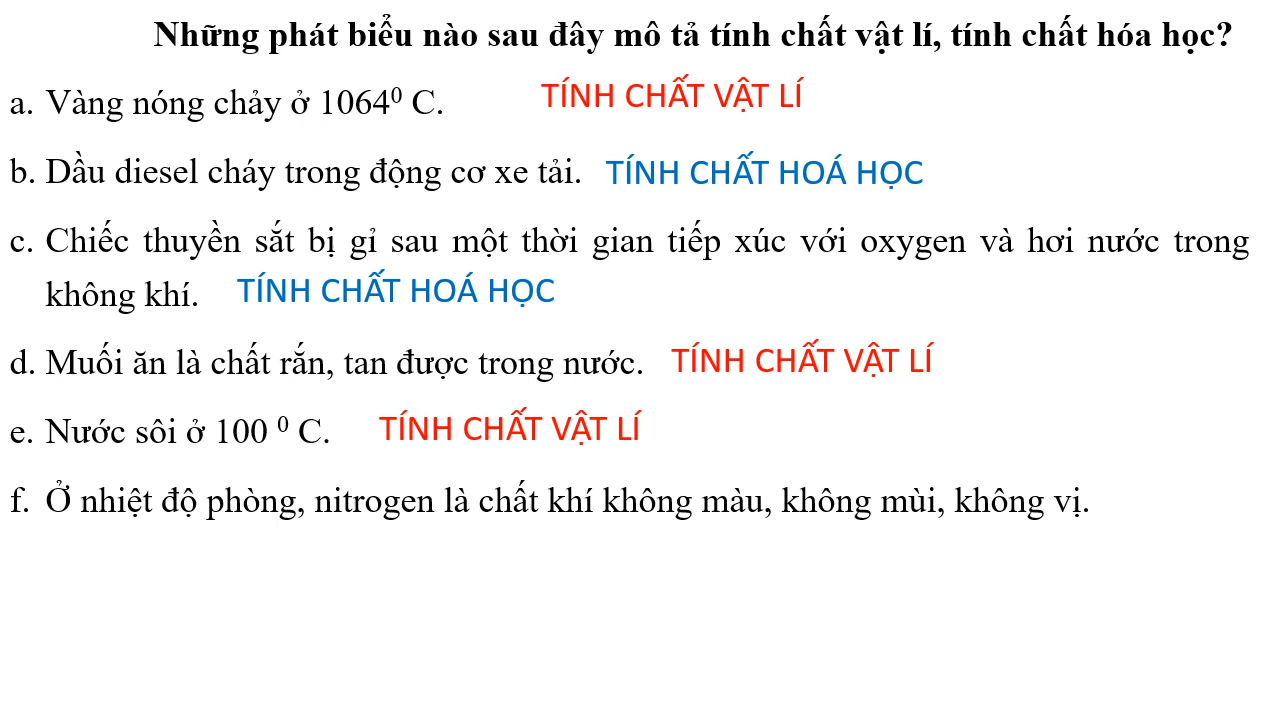 Những phát biểu nào sau đây mô tả tính chất vật lí, tính chất hóa học?
a. Vàng nóng chảy ở 1064⁰ C. TÍNH CHẤT VẬT LÍ
b. Dầu diesel cháy trong động cơ xe tải. TÍNH CHẤT HOÁ HỌC
c. Chiếc thuyền sắt bị gỉ sau một thời gian tiếp xúc với oxygen và hơi nước trong
không khí. TÍNH CHẤT HOÁ HỌC
d. Muối ăn là chất rắn, tan được trong nước. TÍNH CHẤT VẬT LÍ
e. Nước sôi ở 100 ⁰ C. TÍNH CHẤT VẬT LÍ
f. Ở nhiệt độ phòng, nitrogen là chất khí không màu, không mùi, không vị.